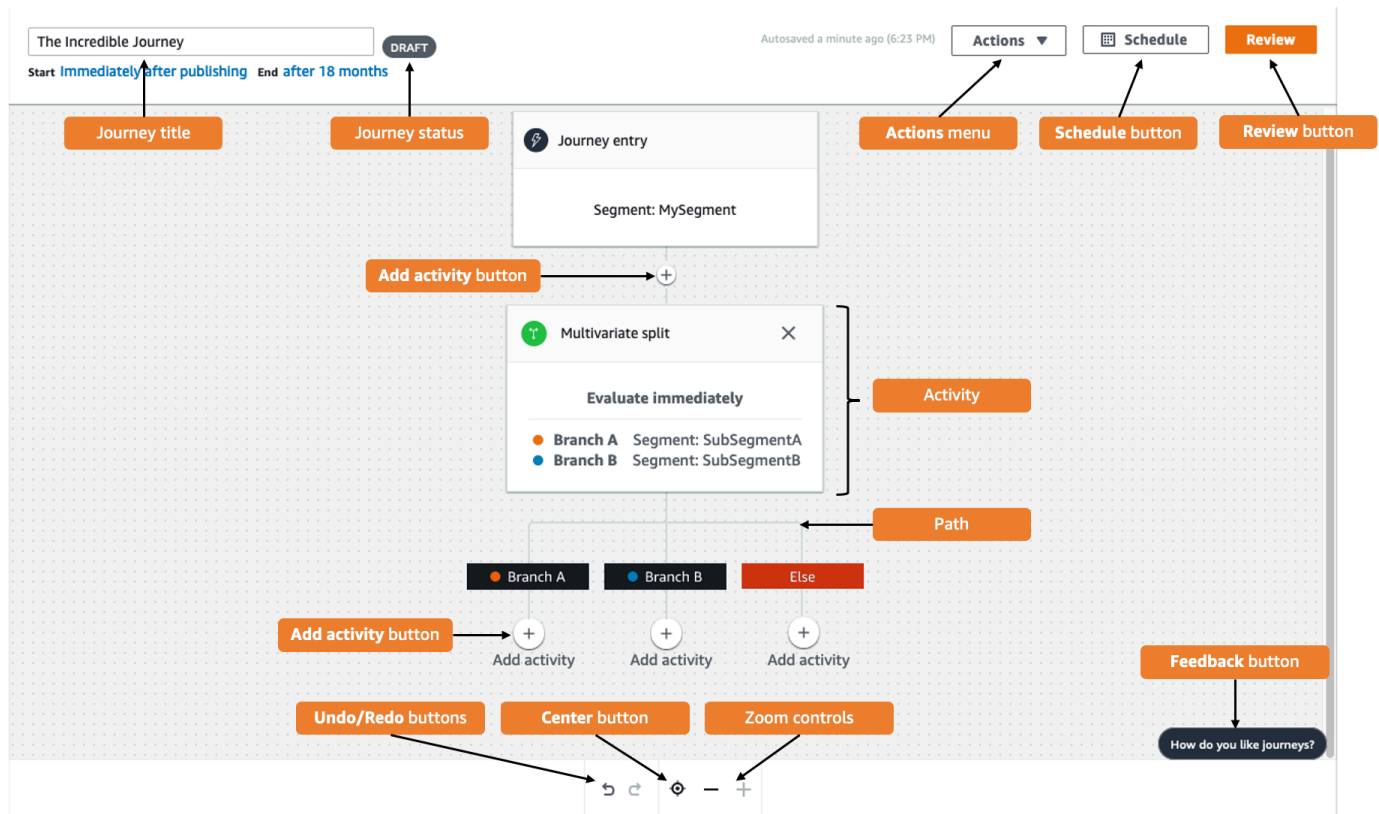 The Incredible Journey
DRAFT
Autosaved a minute ago (6:23 PM)
Actions
Schedule
Review
Start Immediately after publishing End after 18 months
Journey title
Journey status
Actions menu
Schedule button
Review button
Journey entry
Segment: MySegment
Add activity button
Multivariate split
Evaluate immediately
Branch A Segment: SubSegmentA
Branch B Segment: SubSegmentB
Activity
Path
Branch A
Branch B
Else
Add activity button
Add activity
Add activity
Add activity
Feedback button
Undo/Redo buttons
Center button
Zoom controls
How do you like journeys?